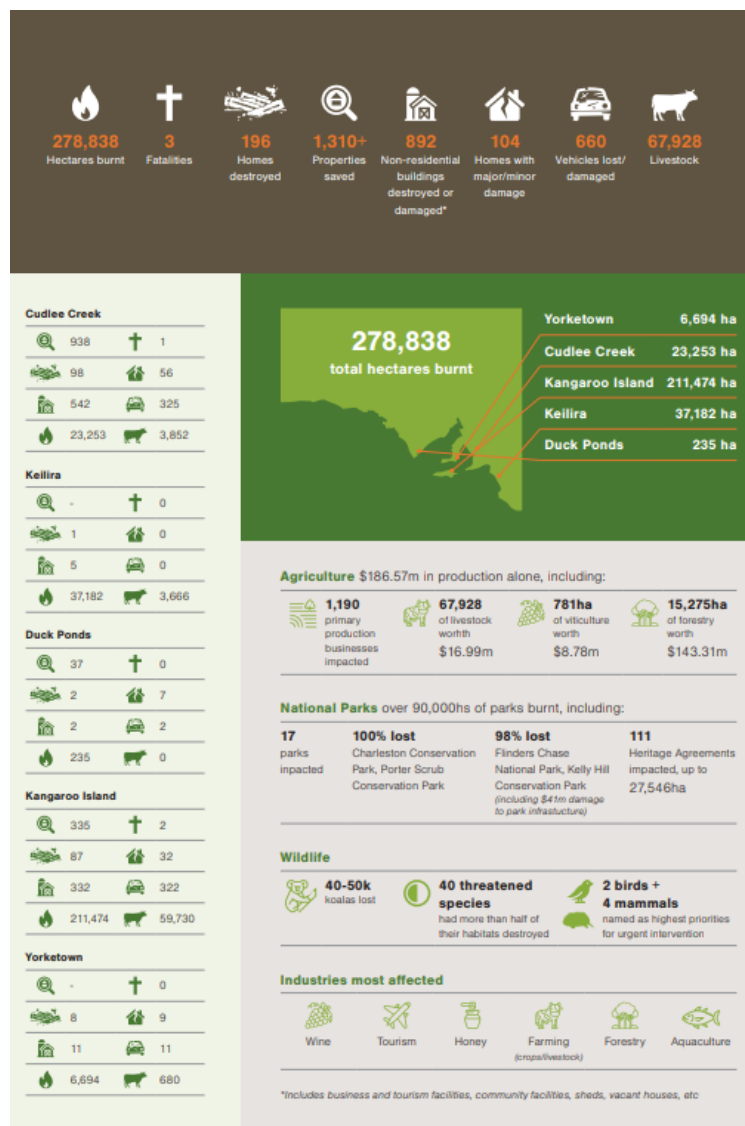 278,838
Hectares burnt
3
Fatalities
196
Homes
destroyed
1,310+
Properties
saved
892
Non-residential
buildings
destroyed or
damaged*
104
Homes with
major/minor
damage
660
Vehicles lost/
damaged
67,928
Livestock
Cudlee Creek
938 1
98 56
542 325
23,253 3,852
Keilira
- 0
1 0
5 0
37,182 3,666
Duck Ponds
37 0
2 7
2 2
235 0
Kangaroo Island
335 2
87 32
332 322
211,474 59,730
Yorketown
- 0
8 9
11 11
6,694 680
278,838
total hectares burnt
Yorketown 6,694 ha
Cudlee Creek 23,253 ha
Kangaroo Island 211,474 ha
Keilira 37,182 ha
Duck Ponds 235 ha
Agriculture $186.57m in production alone, including:
1,190
primary
production
businesses
impacted
67,928
of livestock
worhth
$16.99m
781ha
of viticulture
worth
$8.78m
15,275ha
of forestry
worth
$143.31m
National Parks over 90,000hs of parks burnt, including:
17
parks
inpacted
100% lost
Charleston Conservation
Park, Porter Scrub
Conservation Park
98% lost
Flinders Chase
National Park, Kelly Hill
Conservation Park
(including $41m damage
to park infrastucture)
111
Heritage Agreements
impacted, up to
27,546ha
Wildlife
40-50k
koalas lost
40 threatened
species
had more than half of
their habitats destroyed
2 birds +
4 mammals
named as highest priorities
for urgent intervention
Industries most affected
Wine
Tourism
Honey
Farming
(crops/livestock)
Forestry
Aquaculture
*Includes business and tourism facilities, community facilities, sheds, vacant houses, etc